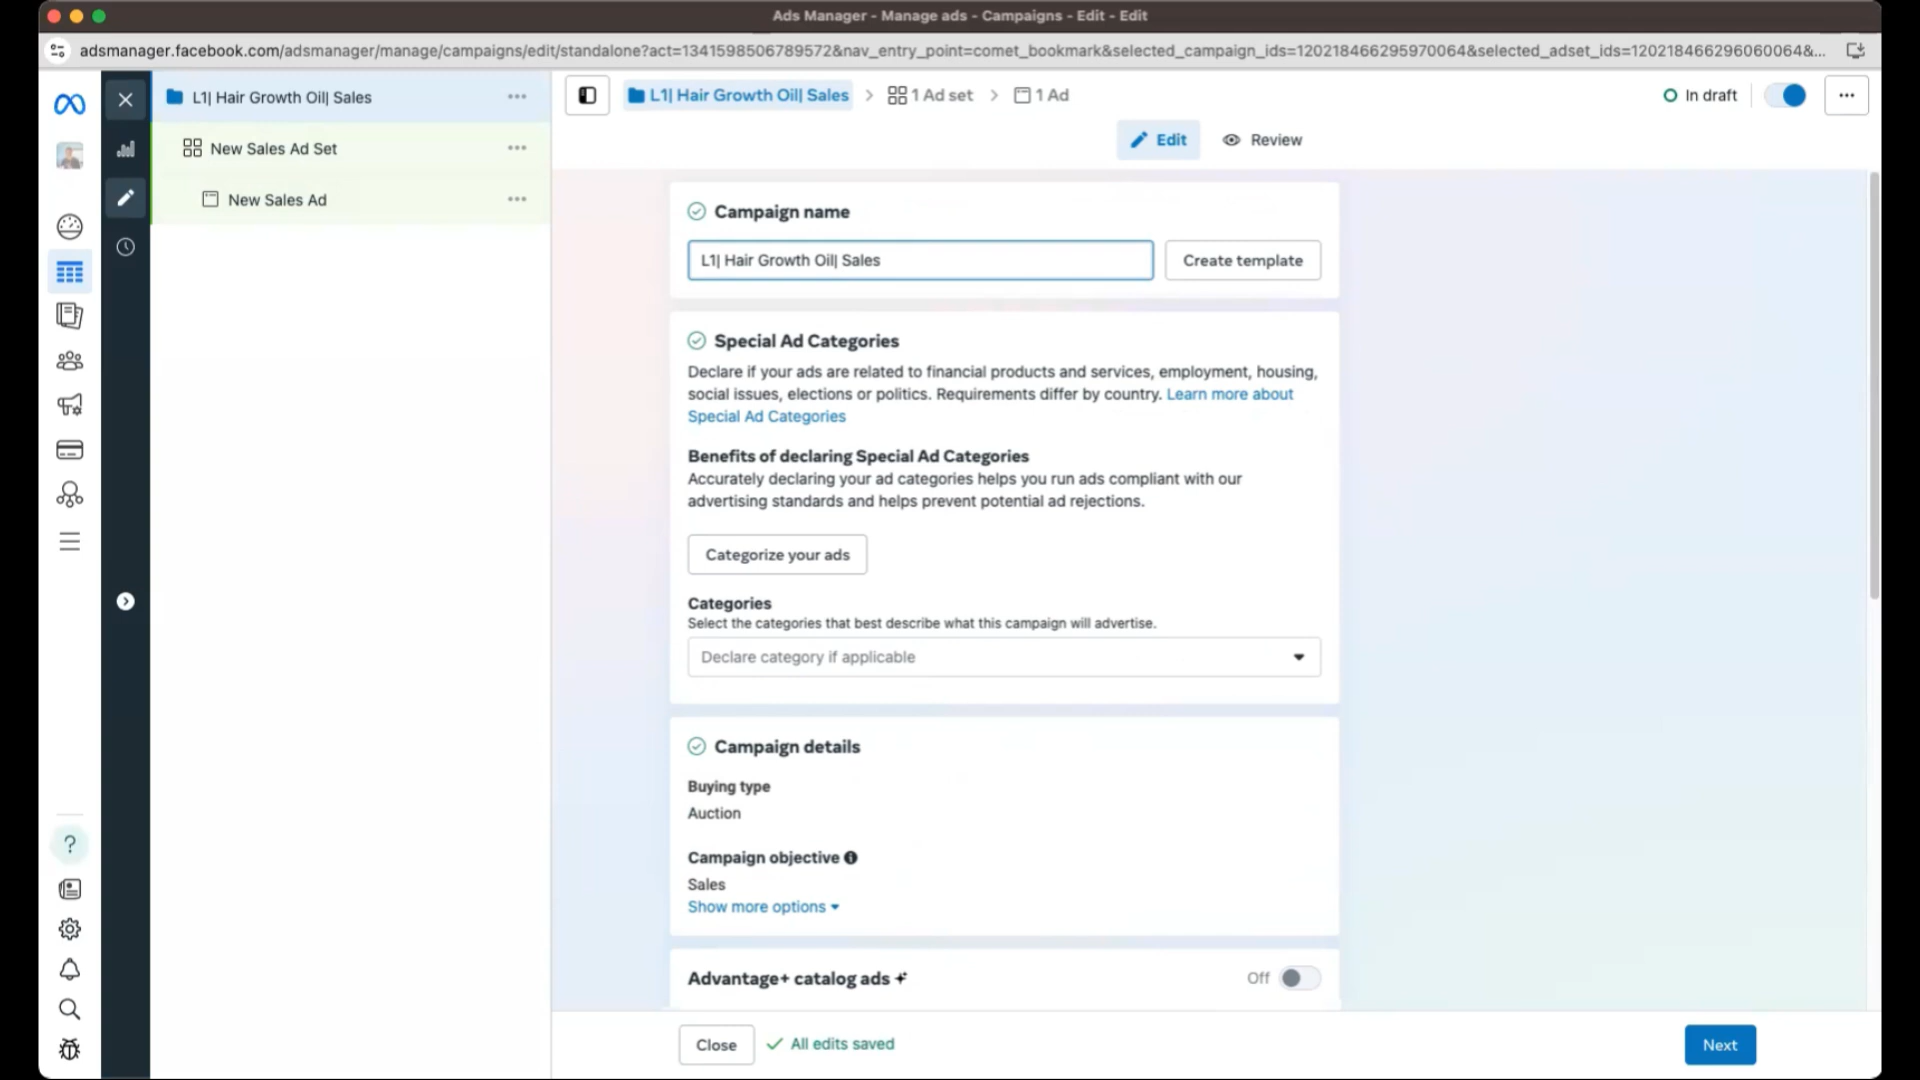 Ads Manager - Manage ads - Campaigns - Edit - Edit
adsmanager.facebook.com/adsmanager/manage/campaigns/edit/standalone?act=1341598506789572&nav_entry_point=comet_bookmark&selected_campaign_ids=120218466295970064&selected_adset_ids=120218466296060064&...
L1| Hair Growth Oil| Sales
New Sales Ad Set
New Sales Ad
L1| Hair Growth Oil| Sales > 1 Ad set > 1 Ad
In draft
Edit
Review
Campaign name
L1| Hair Growth Oil| Sales
Create template
Special Ad Categories
Declare if your ads are related to financial products and services, employment, housing,
social issues, elections or politics. Requirements differ by country. Learn more about
Special Ad Categories
Benefits of declaring Special Ad Categories
Accurately declaring your ad categories helps you run ads compliant with our
advertising standards and helps prevent potential ad rejections.
Categorize your ads
Categories
Select the categories that best describe what this campaign will advertise.
Declare category if applicable
Campaign details
Buying type
Auction
Campaign objective
Sales
Show more options
Advantage+ catalog ads
Off
Close
All edits saved
Next